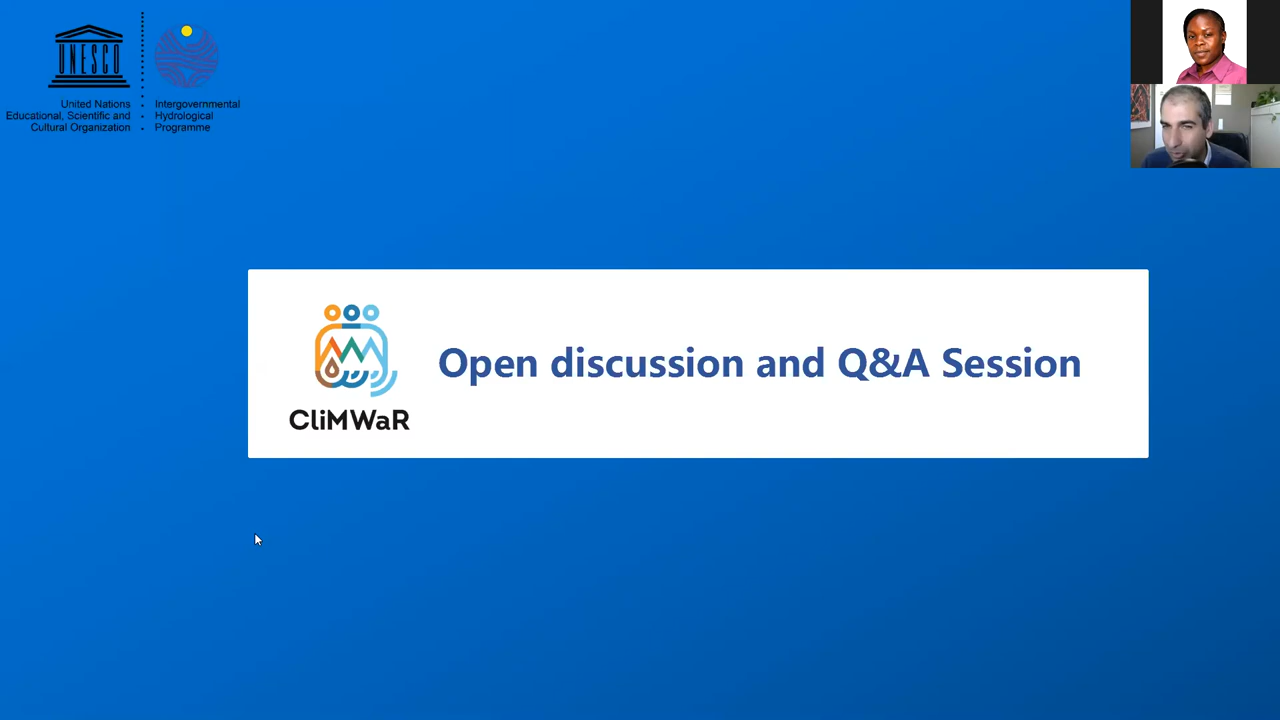 UNESCO
United Nations
Educational, Scientific and
Cultural Organization
Intergovernmental
Hydrological
Programme
Open discussion and Q&A Session
CliMWaR